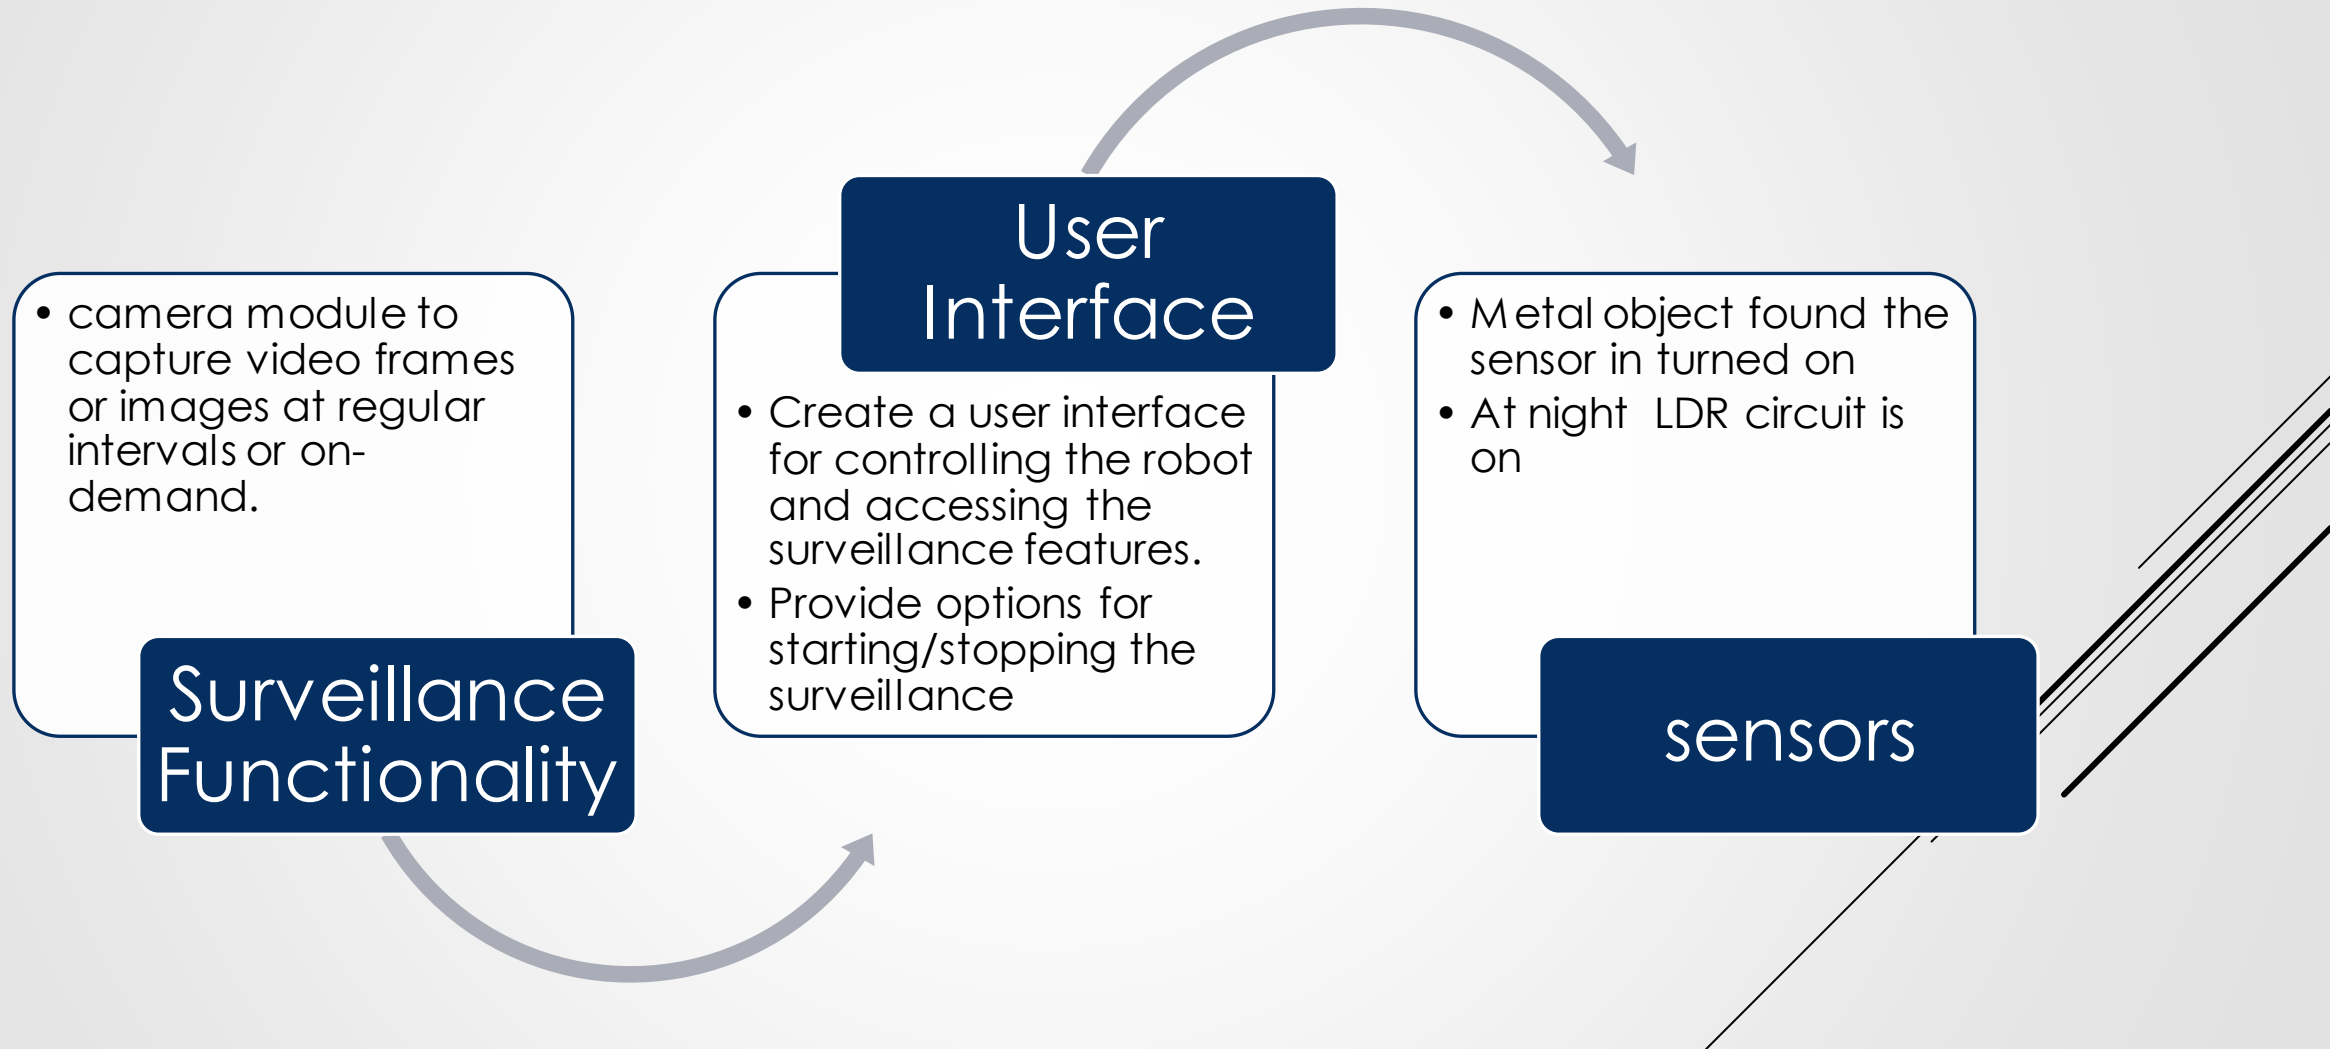 • camera module to
capture video frames
or images at regular
intervals or on-
demand.
Surveillance
Functionality
User
Interface
• Create a user interface
for controlling the robot
and accessing the
surveillance features.
• Provide options for
starting/stopping the
surveillance
• Metal object found the
sensor in turned on
• At night LDR circuit is
on
sensors